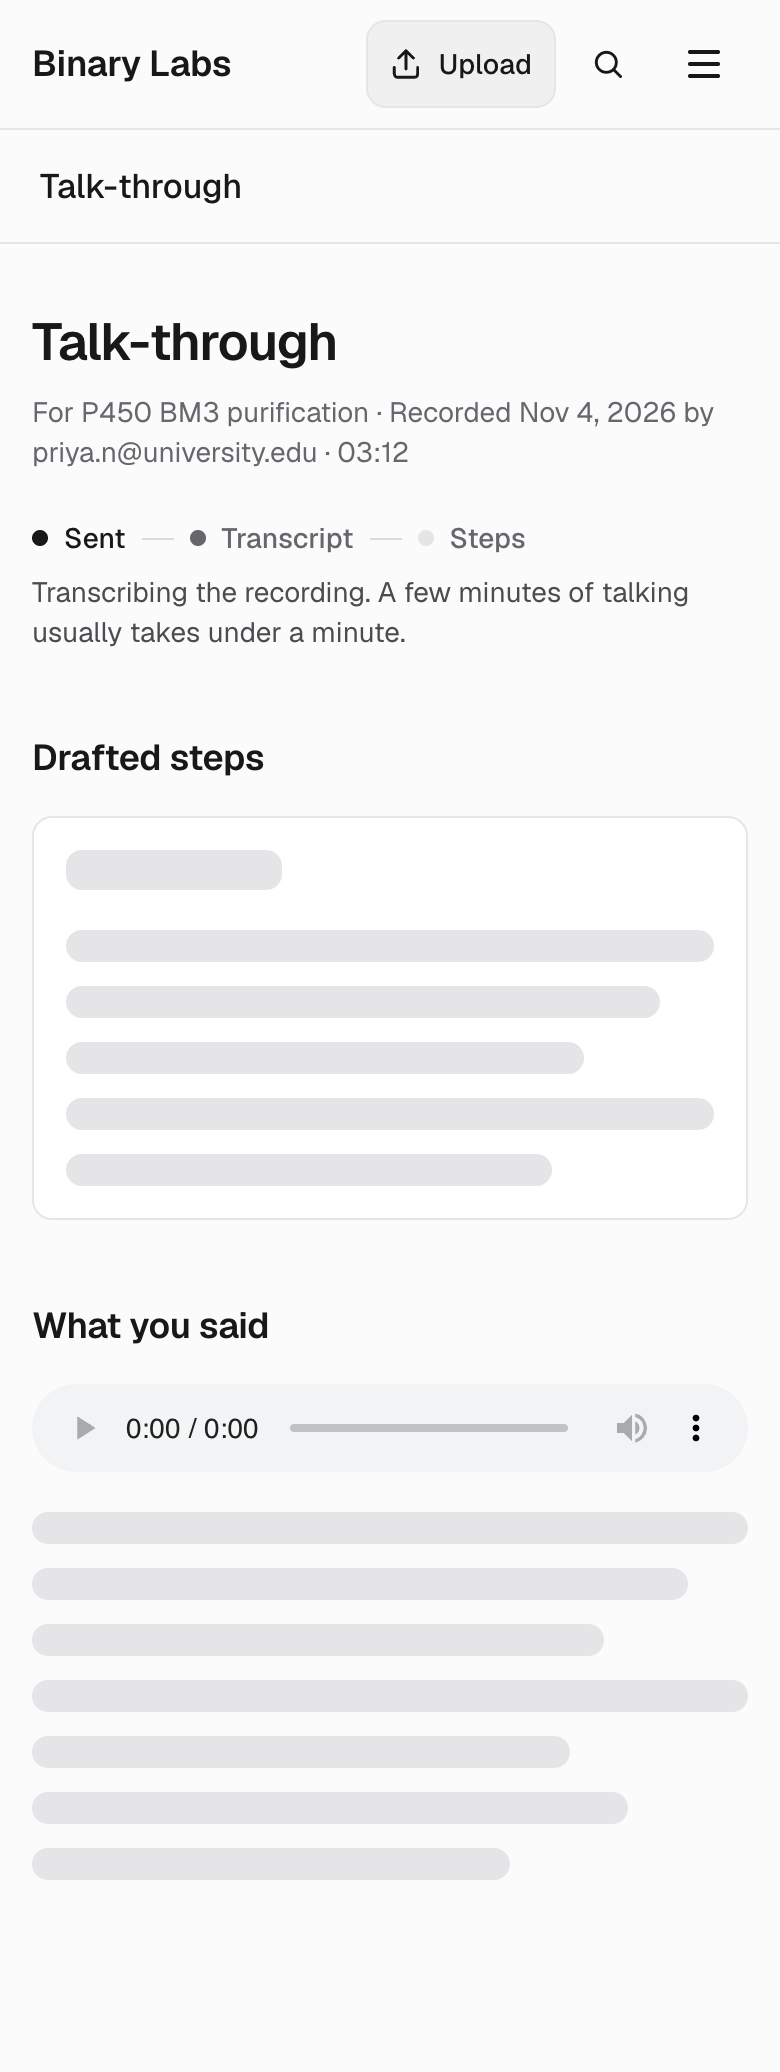 Binary Labs
Upload
Talk-through
Talk-through
For P450 BM3 purification · Recorded Nov 4, 2026 by
priya.n@university.edu · 03:12
Sent
Transcript
Steps
Transcribing the recording. A few minutes of talking
usually takes under a minute.
Drafted steps
What you said
0:00 / 0:00